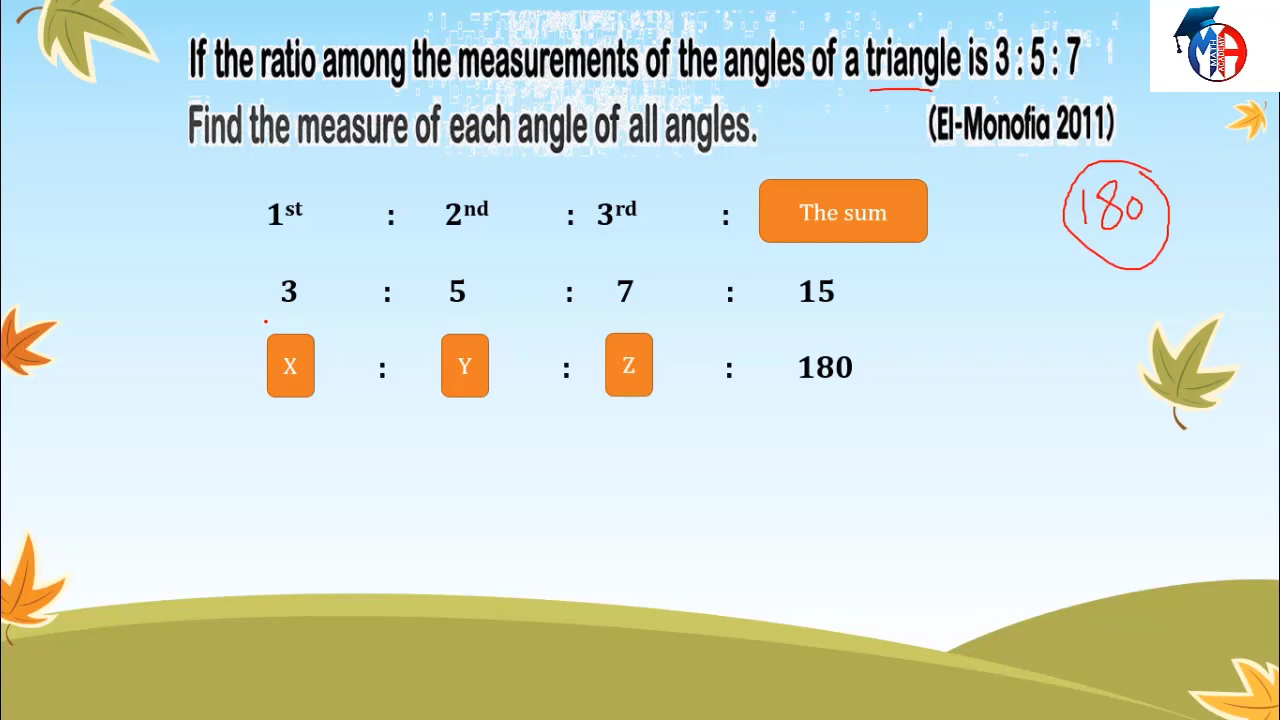 If the ratio among the measurements of the angles of a triangle is 3 : 5 : 7
Find the measure of each angle of all angles. (El-Monofia 2011)
MATH ACADEMY
180
1st : 2nd : 3rd : The sum
3 : 5 : 7 : 15
X : Y : Z : 180